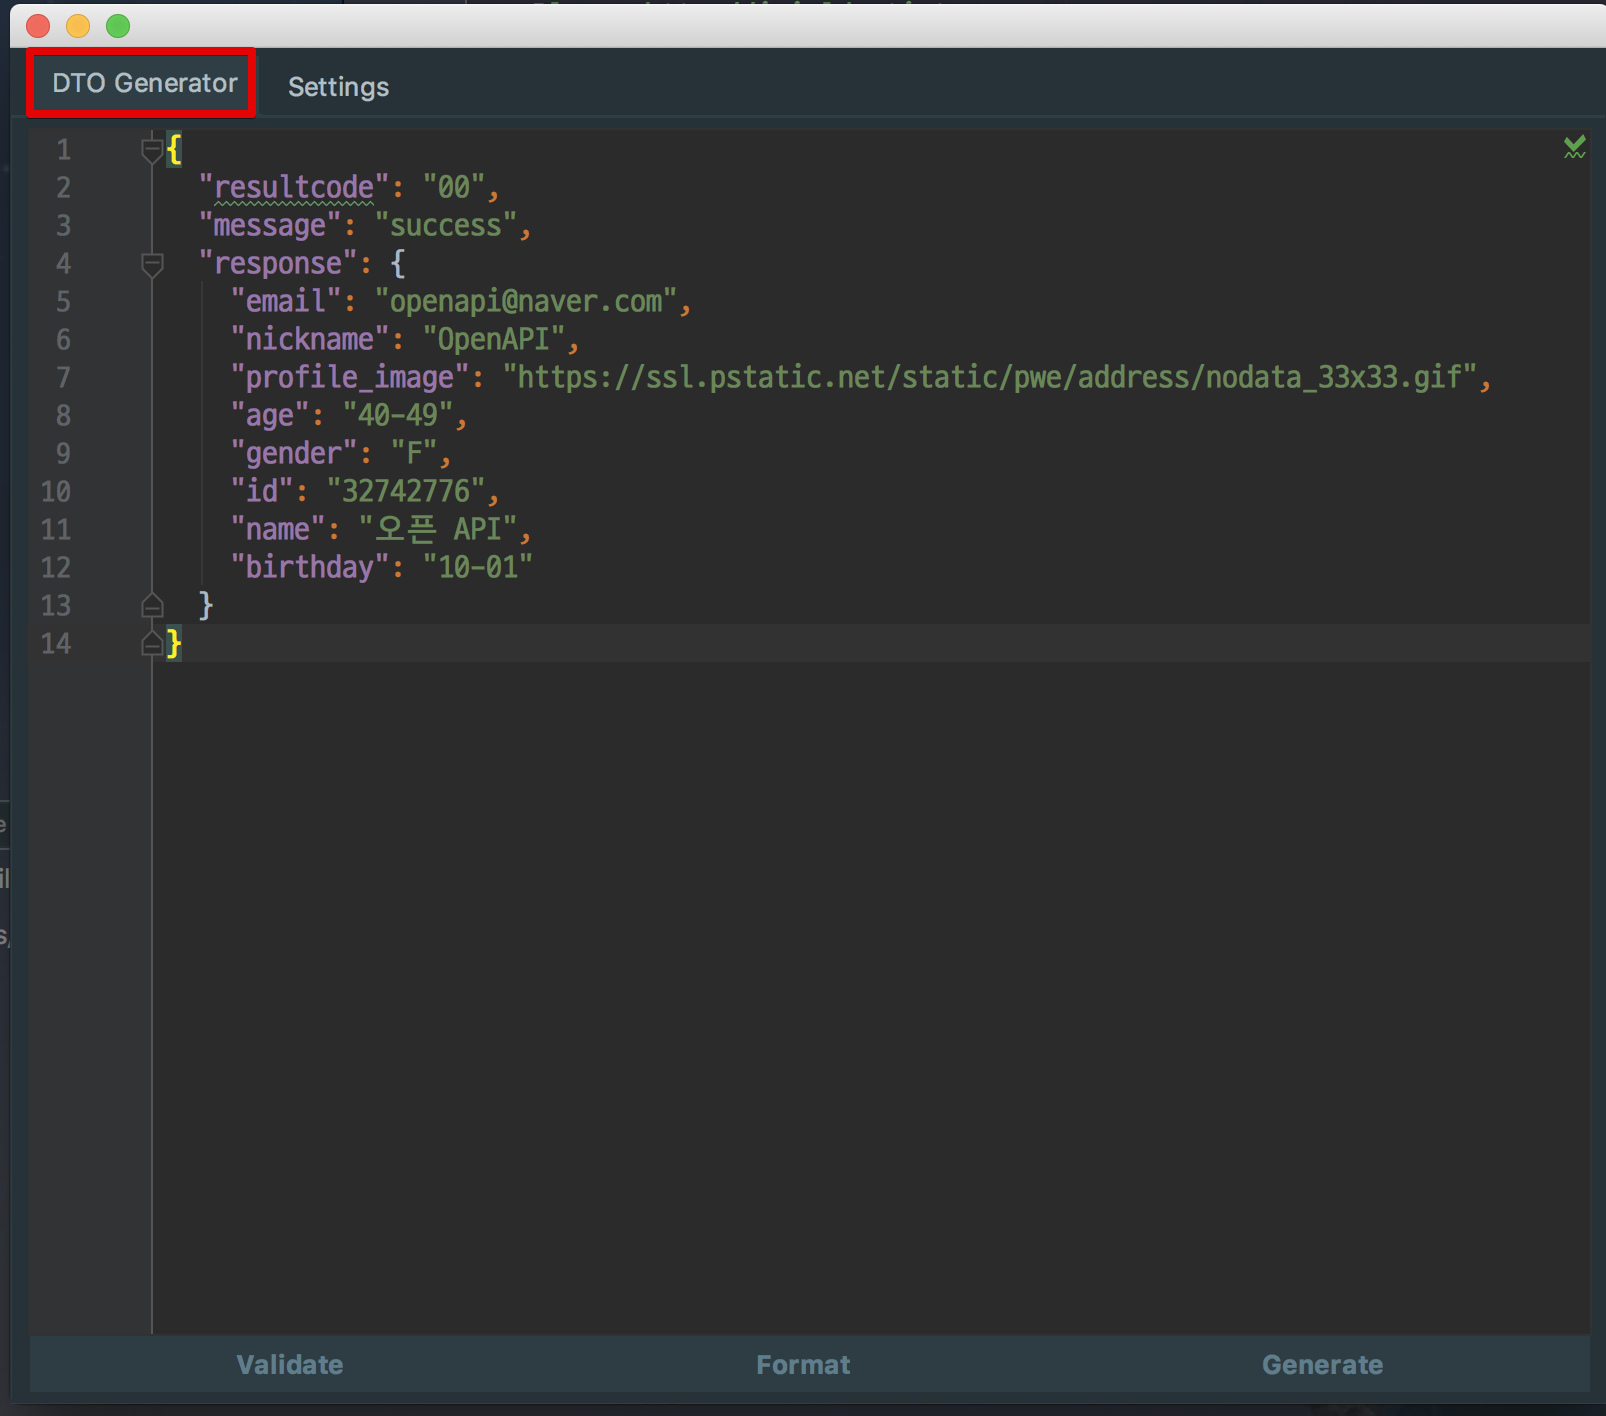 DTO Generator
Settings
1 {
2 "resultcode": "00",
3 "message": "success",
4 "response": {
5 "email": "openapi@naver.com",
6 "nickname": "OpenAPI",
7 "profile_image": "https://ssl.pstatic.net/static/pwe/address/nodata_33x33.gif",
8 "age": "40-49",
9 "gender": "F",
10 "id": "32742776",
11 "name": "오픈 API",
12 "birthday": "10-01"
13 }
14 }
Validate
Format
Generate